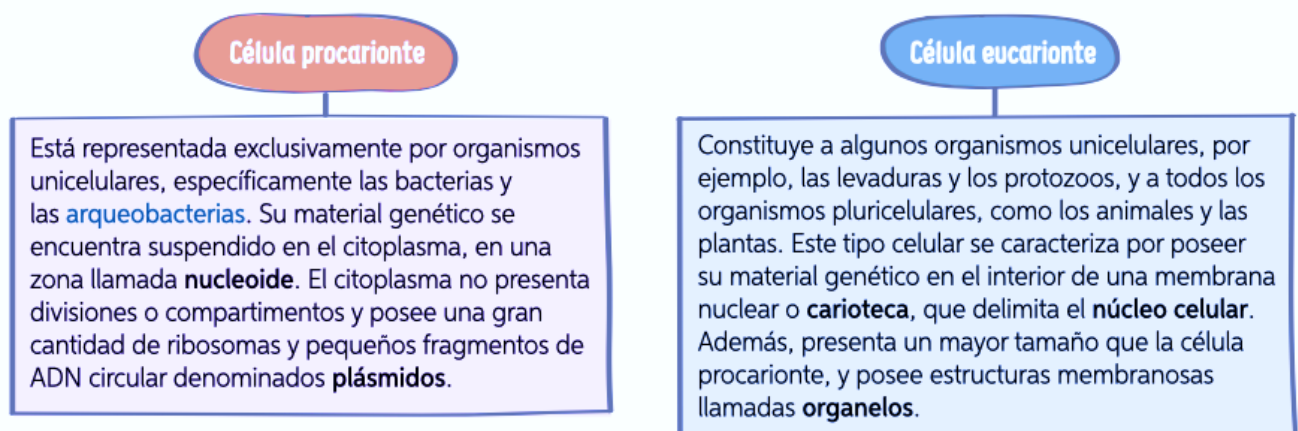 Célula procarionte
Está representada exclusivamente por organismos
unicelulares, específicamente las bacterias y
las arqueobacterias. Su material genético se
encuentra suspendido en el citoplasma, en una
zona llamada nucleoide. El citoplasma no presenta
divisiones o compartimentos y posee una gran
cantidad de ribosomas y pequeños fragmentos de
ADN circular denominados plásmidos.
Célula eucarionte
Constituye a algunos organismos unicelulares, por
ejemplo, las levaduras y los protozoos, y a todos los
organismos pluricelulares, como los animales y las
plantas. Este tipo celular se caracteriza por poseer
su material genético en el interior de una membrana
nuclear o carioteca, que delimita el núcleo celular.
Además, presenta un mayor tamaño que la célula
procarionte, y posee estructuras membranosas
llamadas organelos.